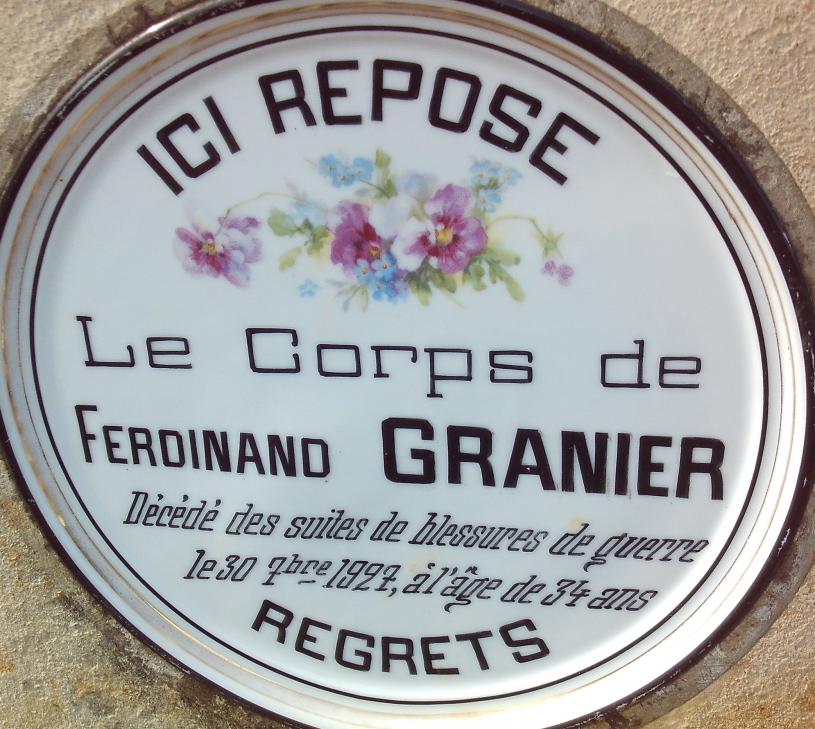 ICI REPOSE
Le Corps de
FERDINAND GRANIER
Décédé des suites de blessures de guerre
le 30 7bre 1927, à l'âge de 34 ans
REGRETS